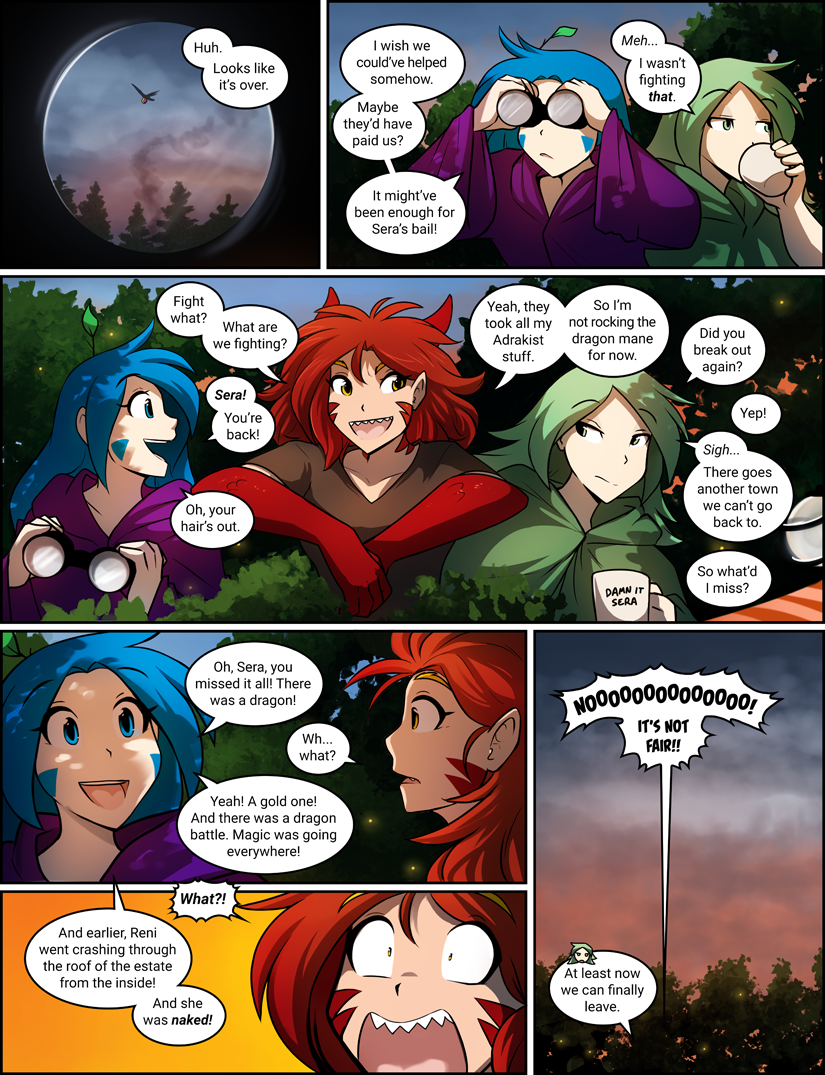 Huh.
Looks like
it's over.
I wish we
could've helped
somehow.
Maybe
they'd have
paid us?
It might've
been enough for
Sera's bail!
Meh...
I wasn't
fighting
that.
Fight
what?
What are
we fighting?
Sera!
You're
back!
Oh, your
hair's out.
Yeah, they
took all my
Adrakist
stuff.
So I'm
not rocking the
dragon mane
for now.
Did you
break out
again?
Yep!
Sigh...
There goes
another town
we can't go
back to.
So what'd
I miss?
DAMN IT
SERA
Oh, Sera, you
missed it all! There
was a dragon!
Wh...
what?
Yeah! A gold one!
And there was a dragon
battle. Magic was going
everywhere!
And earlier, Reni
went crashing through
the roof of the estate
from the inside!
And she
was naked!
What?!
NOOOOOOOOOOOOOO!
IT'S NOT
FAIR!!
At least now
we can finally
leave.